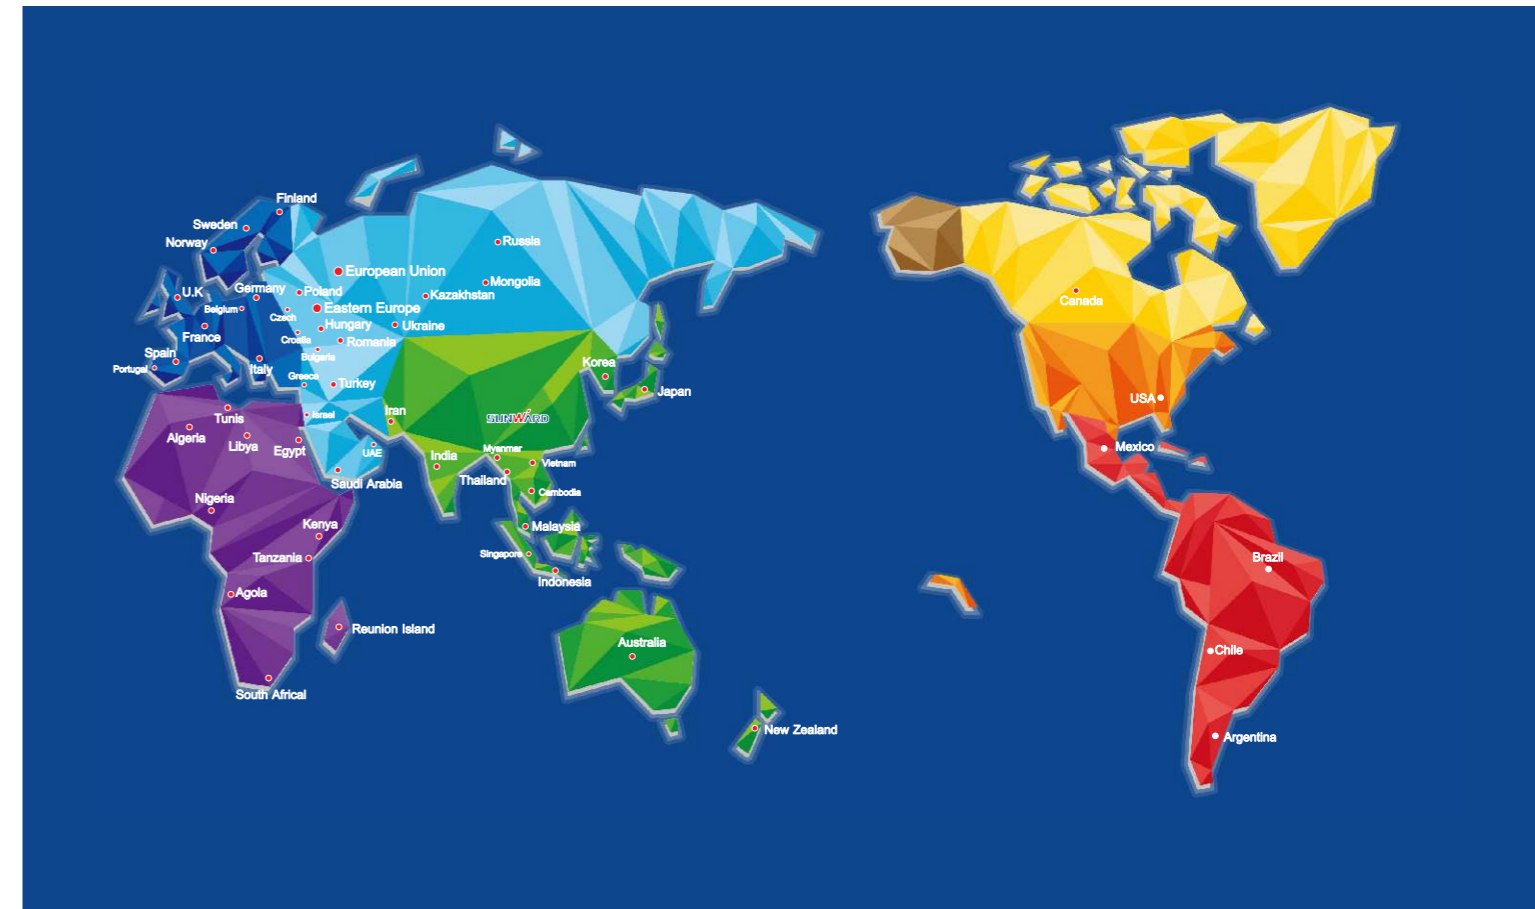 Finland
Sweden
Norway
Russia
European Union
Mongolia
U.K
Germany
Poland
Kazakhstan
Canada
Belgium
Eastern Europe
Czech
Hungary
Ukraine
France
Croatia
Romania
Spain
Bulgaria
Portugal
Italy
Korea
Greece
Turkey
Japan
USA
Tunis
Israel
Iran
SUNWARD
Algeria
Libya
Egypt
UAE
Myanmar
Mexico
India
Vietnam
Saudi Arabia
Thailand
Cambodia
Nigeria
Kenya
Malaysia
Tanzania
Singapore
Brazil
Indonesia
Agola
Reunion Island
Australia
Chile
South Africal
New Zealand
Argentina